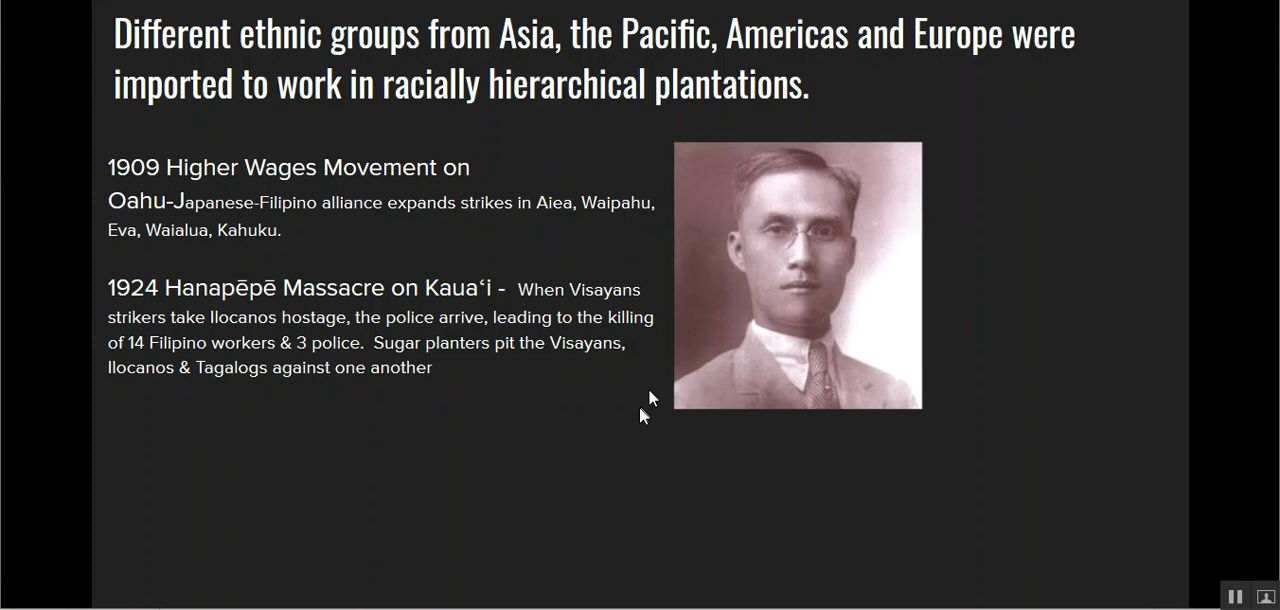 Different ethnic groups from Asia, the Pacific, Americas and Europe were
imported to work in racially hierarchical plantations.
1909 Higher Wages Movement on
Oahu-Japanese-Filipino alliance expands strikes in Aiea, Waipahu,
Eva, Waialua, Kahuku.
1924 Hanapēpē Massacre on Kauaʻi - When Visayans
strikers take Ilocanos hostage, the police arrive, leading to the killing
of 14 Filipino workers & 3 police. Sugar planters pit the Visayans,
Ilocanos & Tagalogs against one another